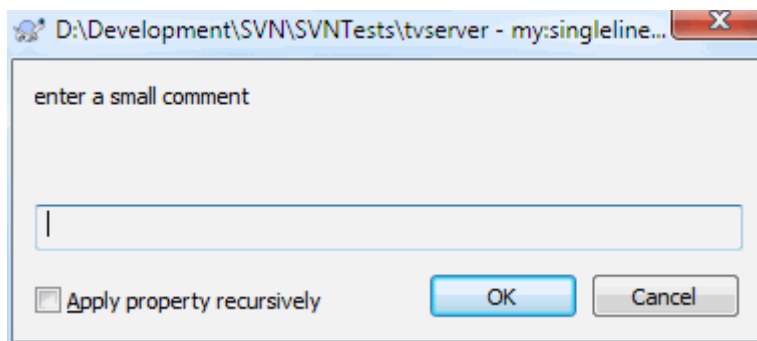 D:\Development\SVN\SVNTests\tvserver - my:singleline...
enter a small comment
Apply property recursively
OK
Cancel